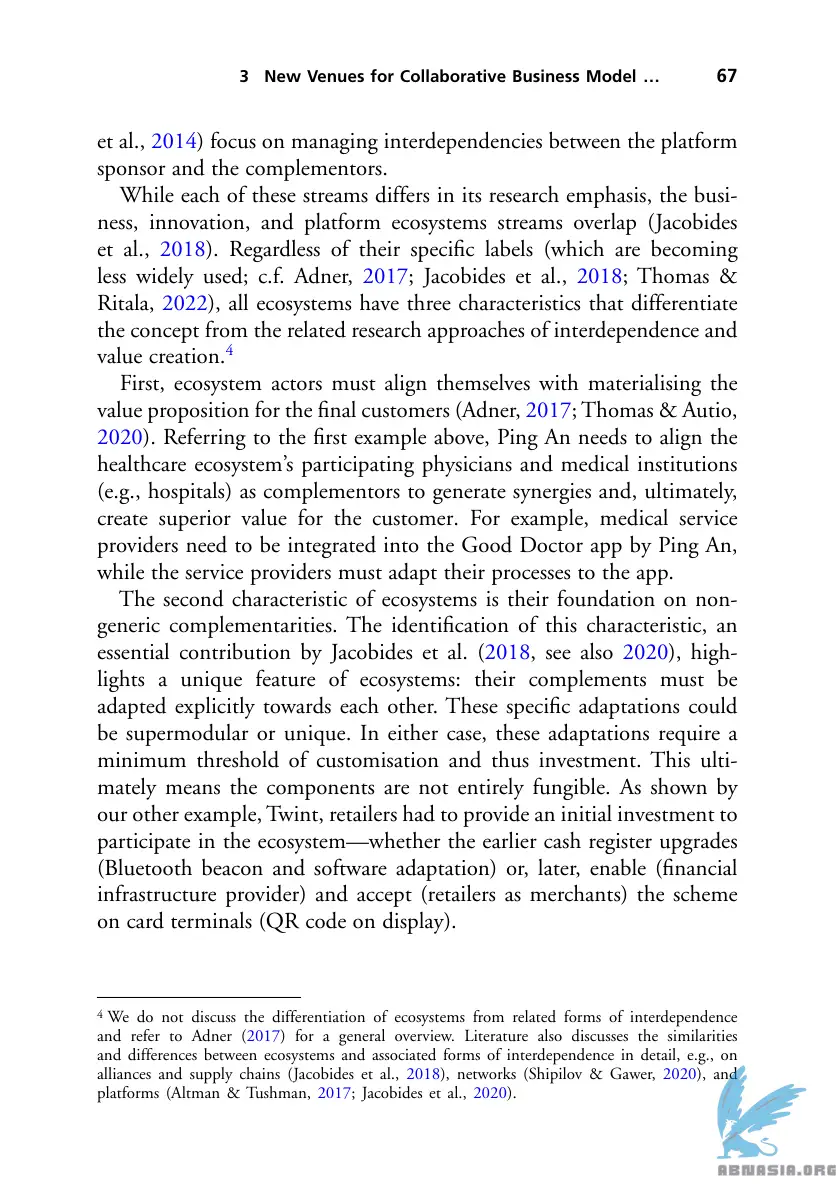 3 New Venues for Collaborative Business Model … 67
et al., 2014) focus on managing interdependencies between the platform
sponsor and the complementors.
While each of these streams differs in its research emphasis, the busi-
ness, innovation, and platform ecosystems streams overlap (Jacobides
et al., 2018). Regardless of their specific labels (which are becoming
less widely used; c.f. Adner, 2017; Jacobides et al., 2018; Thomas &
Ritala, 2022), all ecosystems have three characteristics that differentiate
the concept from the related research approaches of interdependence and
value creation.4
First, ecosystem actors must align themselves with materialising the
value proposition for the final customers (Adner, 2017; Thomas & Autio,
2020). Referring to the first example above, Ping An needs to align the
healthcare ecosystem's participating physicians and medical institutions
(e.g., hospitals) as complementors to generate synergies and, ultimately,
create superior value for the customer. For example, medical service
providers need to be integrated into the Good Doctor app by Ping An,
while the service providers must adapt their processes to the app.
The second characteristic of ecosystems is their foundation on non-
generic complementarities. The identification of this characteristic, an
essential contribution by Jacobides et al. (2018, see also 2020), high-
lights a unique feature of ecosystems: their complements must be
adapted explicitly towards each other. These specific adaptations could
be supermodular or unique. In either case, these adaptations require a
minimum threshold of customisation and thus investment. This ulti-
mately means the components are not entirely fungible. As shown by
our other example, Twint, retailers had to provide an initial investment to
participate in the ecosystem—whether the earlier cash register upgrades
(Bluetooth beacon and software adaptation) or, later, enable (financial
infrastructure provider) and accept (retailers as merchants) the scheme
on card terminals (QR code on display).
4 We do not discuss the differentiation of ecosystems from related forms of interdependence
and refer to Adner (2017) for a general overview. Literature also discusses the similarities
and differences between ecosystems and associated forms of interdependence in detail, e.g., on
alliances and supply chains (Jacobides et al., 2018), networks (Shipilov & Gawer, 2020), and
platforms (Altman & Tushman, 2017; Jacobides et al., 2020).
ABNASIA.ORG